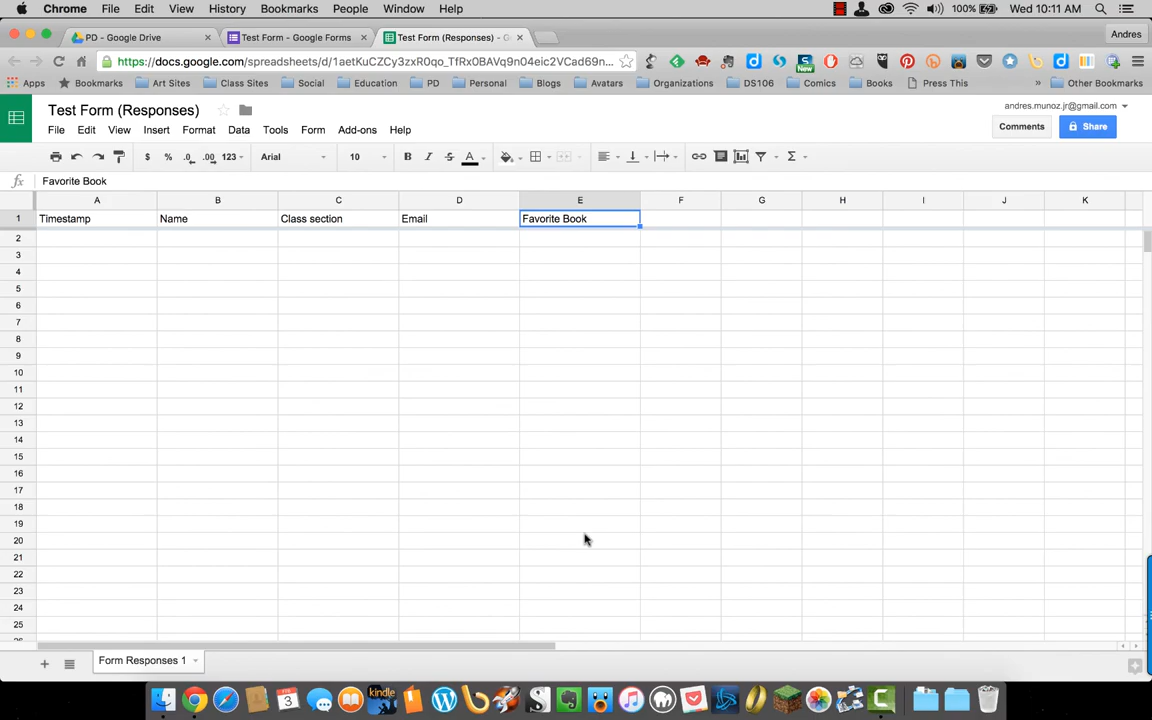 Chrome File Edit View History Bookmarks People Window Help 100% Wed 10:11 AM
PD - Google Drive Test Form - Google Forms Test Form (Responses) - G Andres
https://docs.google.com/spreadsheets/d/1aetKuCZCy3zxR0qo_TfRx0BAVq9n04eic2VCad69n...
Apps Bookmarks Art Sites Class Sites Social Education PD Personal Blogs Avatars Organizations DS106 Comics Books Press This » Other Bookmarks
Test Form (Responses) andres.munoz.jr@gmail.com
File Edit View Insert Format Data Tools Form Add-ons Help Comments Share
$ % .0 .00 123 Arial 10 B I S A Σ
fx Favorite Book
A B C D E F G H I J K
1 Timestamp Name Class section Email Favorite Book
2
3
4
5
6
7
8
9
10
11
12
13
14
15
16
17
18
19
20
21
22
23
24
25
+ Form Responses 1
kindle 3